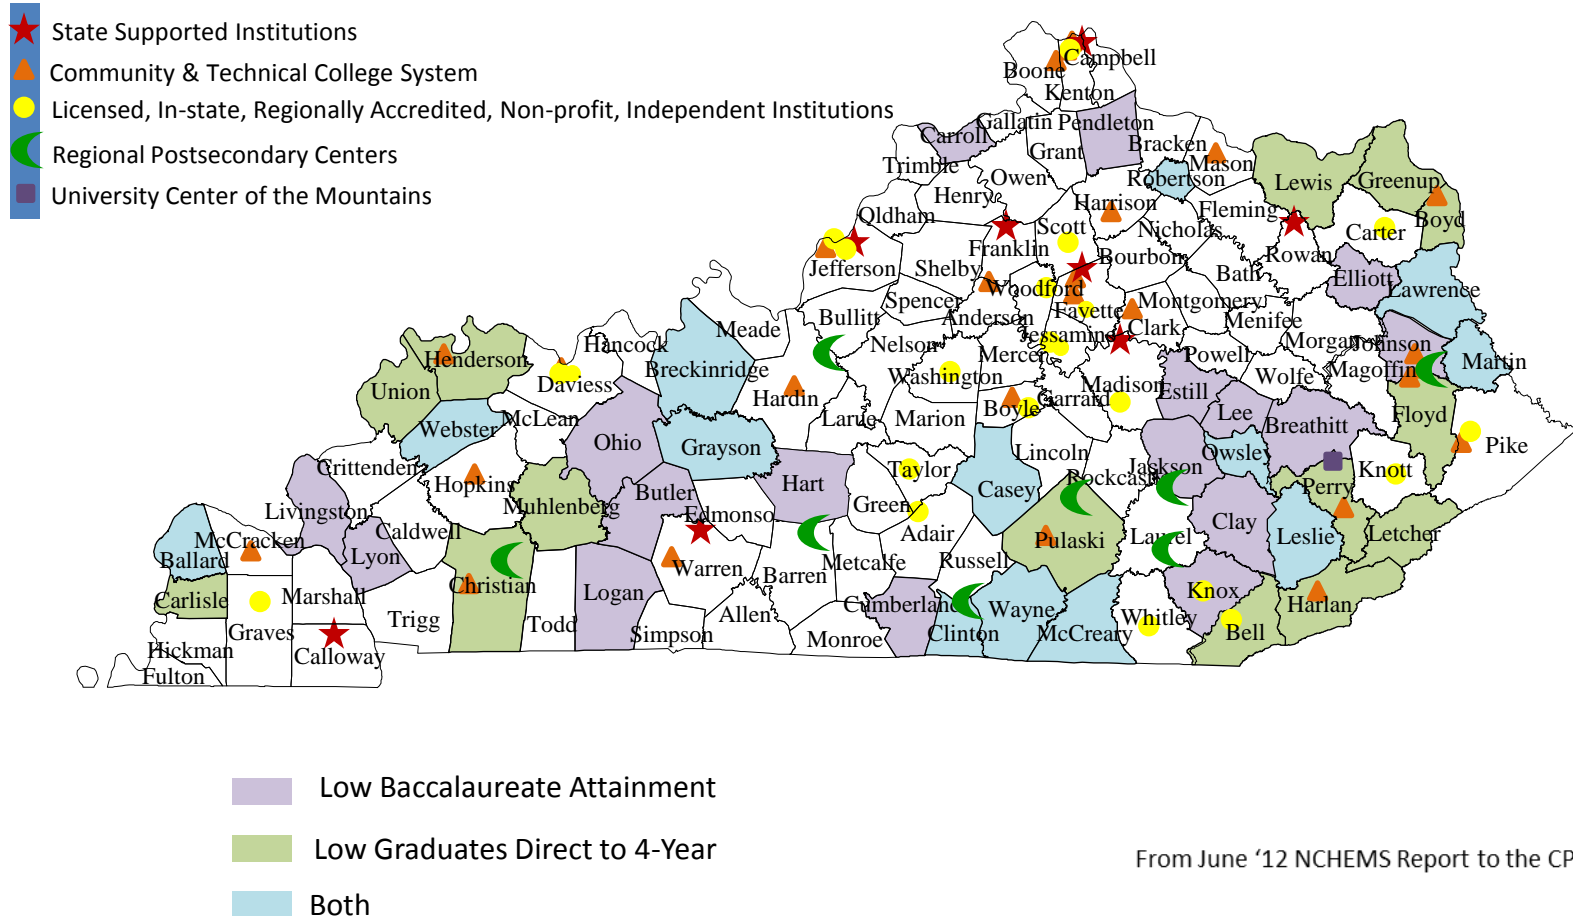 State Supported Institutions
Community & Technical College System
Licensed, In-state, Regionally Accredited, Non-profit, Independent Institutions
Regional Postsecondary Centers
University Center of the Mountains
Campbell
Boone
Kenton
Gallatin
Pendleton
Carroll
Grant
Bracken
Mason
Trimble
Owen
Robertson
Lewis
Greenup
Henry
Harrison
Fleming
Boyd
Oldham
Scott
Nicholas
Carter
Franklin
Bourbon
Rowan
Jefferson
Shelby
Bath
Elliott
Woodford
Lawrence
Spencer
Montgomery
Fayette
Anderson
Bullitt
Menifee
Clark
Jessamine
Meade
Hancock
Nelson
Mercer
Powell
Morgan
Johnson
Henderson
Breckinridge
Washington
Wolfe
Magoffin
Martin
Daviess
Madison
Union
Hardin
Estill
Boyle
Garrard
Lee
Floyd
McLean
Larue
Marion
Breathitt
Webster
Ohio
Grayson
Lincoln
Owsley
Pike
Crittenden
Taylor
Jackson
Knott
Rockcastle
Hopkins
Hart
Casey
Perry
Butler
Muhlenberg
Green
Livingston
Edmonson
Clay
Caldwell
Adair
Laurel
Leslie
Letcher
McCracken
Pulaski
Lyon
Ballard
Russell
Metcalfe
Warren
Barren
Christian
Logan
Knox
Carlisle
Marshall
Cumberland
Wayne
Harlan
Allen
Trigg
Todd
Whitley
Graves
Simpson
Clinton
McCreary
Bell
Monroe
Hickman
Calloway
Fulton
Low Baccalaureate Attainment
Low Graduates Direct to 4-Year
Both
From June ‘12 NCHEMS Report to the CP